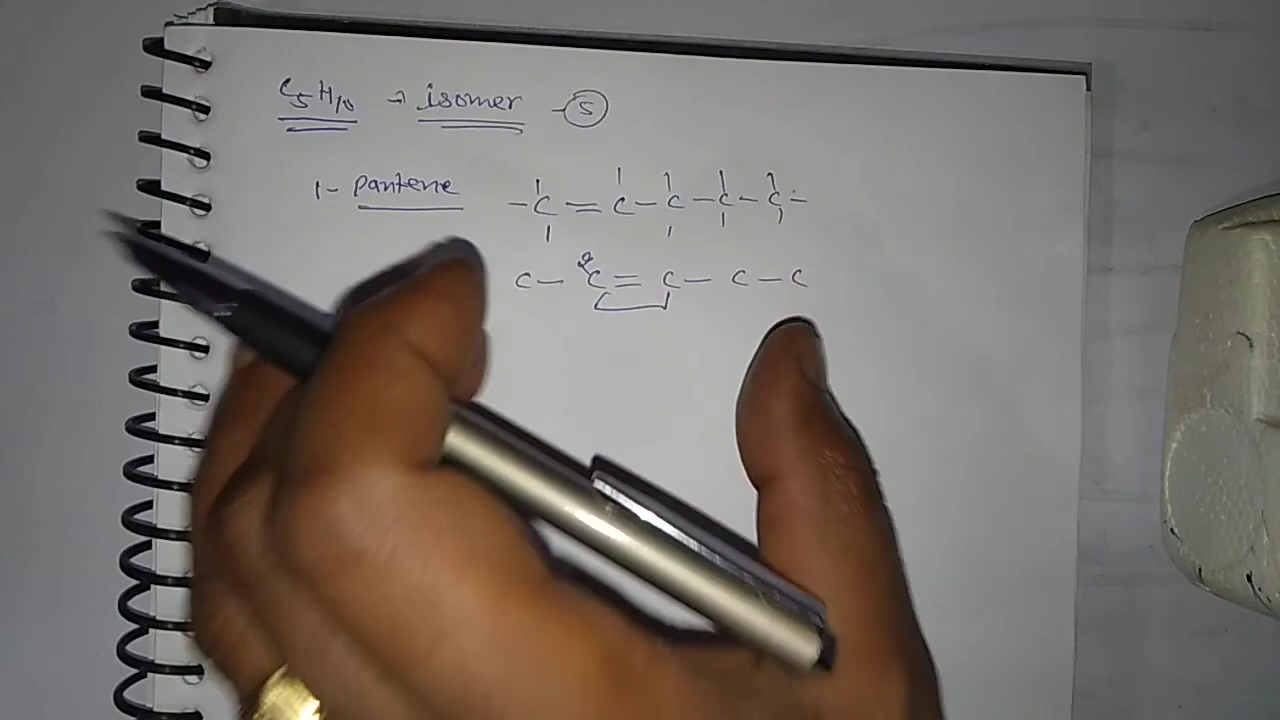 C5H10 → isomer - 5
1- pantene -C=C-C-C-C-
C-C=C-C-C